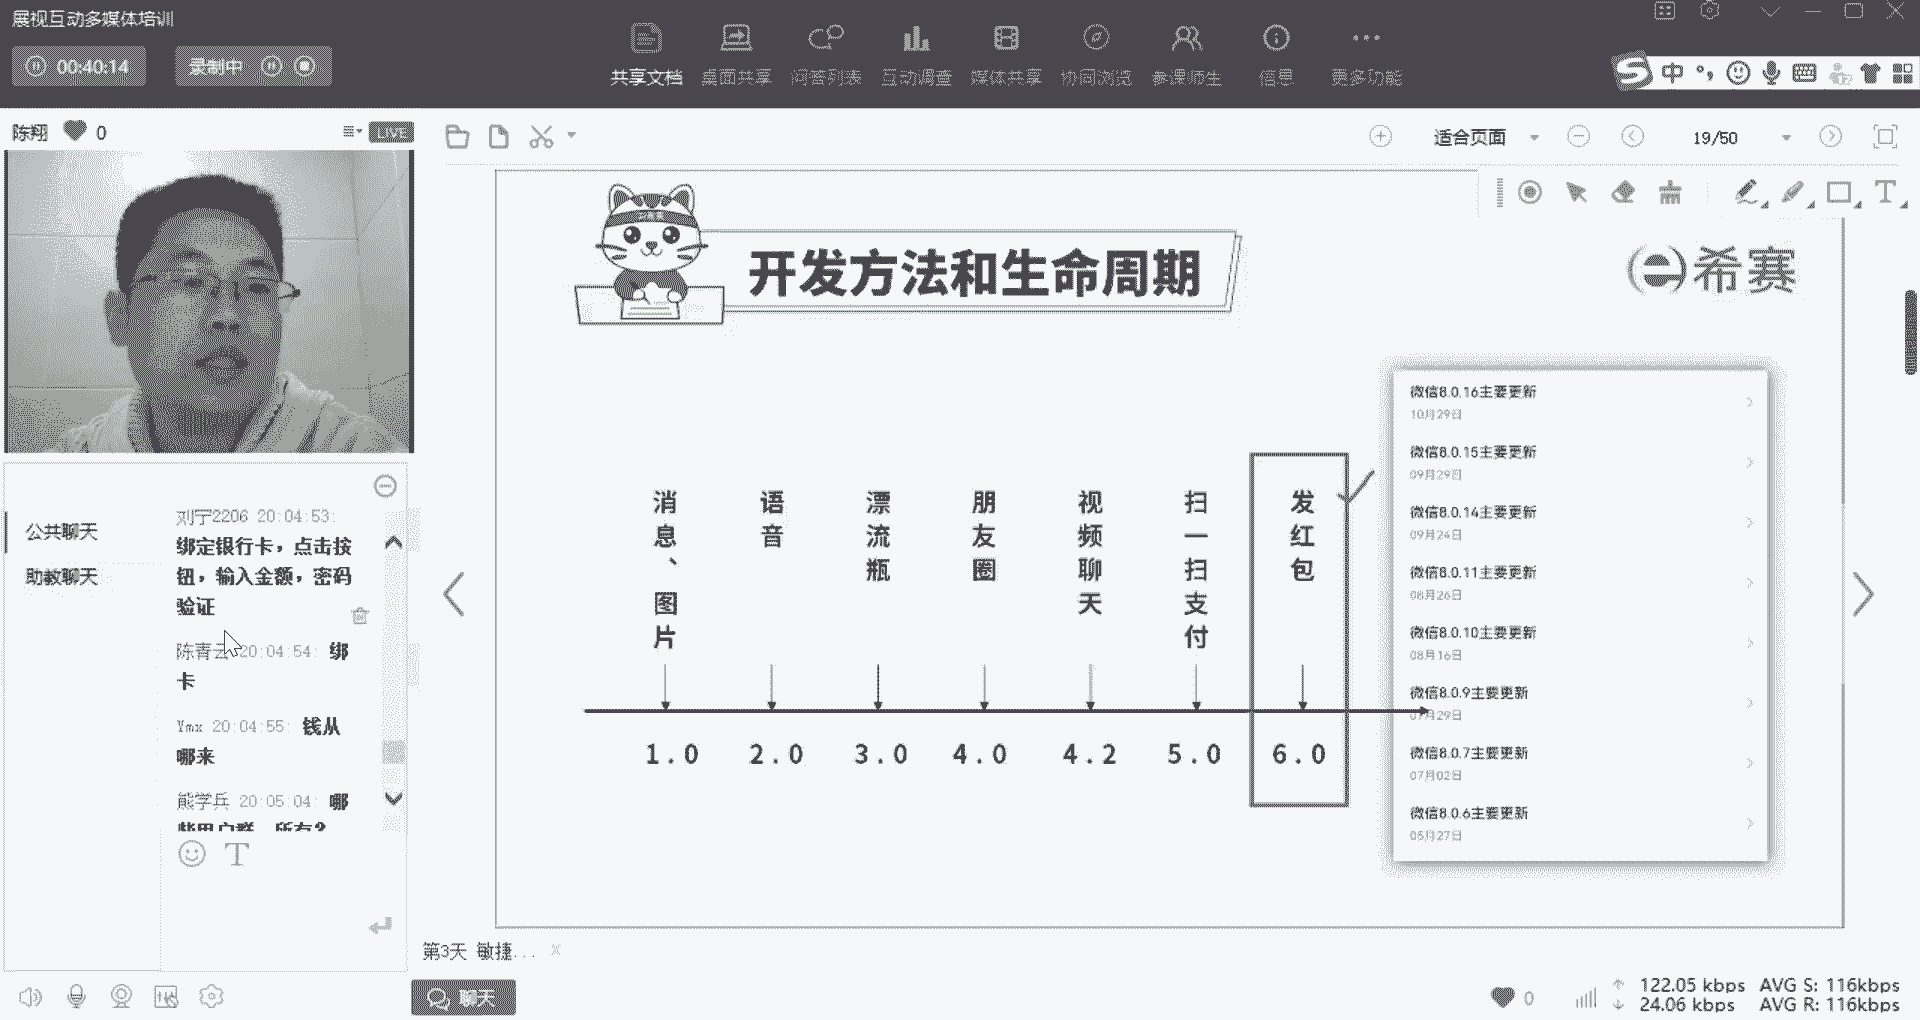 展视互动多媒体培训
00:40:14
录制中
共享文档
桌面共享
问答列表
互动调查
媒体共享
协同浏览
参课师生
信息
更多功能
中
陈翔
0
LIVE
适合页面
19/50
开发方法和生命周期
希赛
公共聊天
助教聊天
刘宇2206 20:04:53:
绑定银行卡，点击按
钮，输入金额，密码
验证
陈青云 20:04:54: 绑
卡
Ymx 20:04:55: 钱从
哪来
熊学兵 20:05:04: 哪
些用户群，所有?
消息、图片
语音
漂流瓶
朋友圈
视频聊天
扫一扫支付
发红包
1.0
2.0
3.0
4.0
4.2
5.0
6.0
微信8.0.16主要更新
10月29日
微信8.0.15主要更新
09月29日
微信8.0.14主要更新
09月24日
微信8.0.11主要更新
08月26日
微信8.0.10主要更新
08月16日
微信8.0.9主要更新
07月29日
微信8.0.7主要更新
07月02日
微信8.0.6主要更新
05月27日
第3天 敏捷...
聊天
0
122.05 kbps AVG S: 116kbps
24.06 kbps AVG R: 116kbps